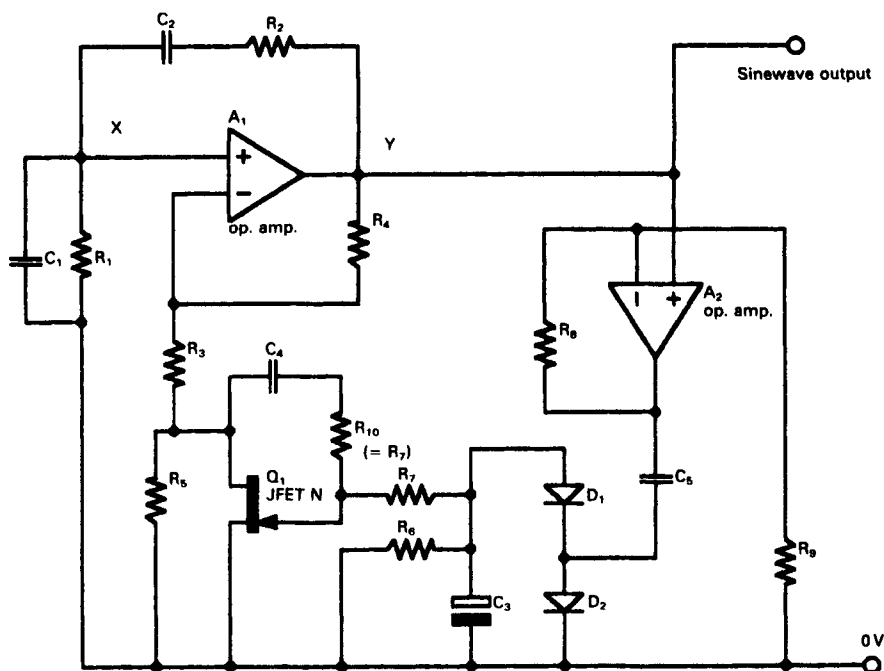 C₂
R₂
Sinewave output
X
A₁
Y
+
−
op. amp.
R₄
C₁
R₁
− +
A₂
op. amp.
R₈
R₃
C₄
R₁₀
(= R₇)
R₇
D₁
C₅
R₅
Q₁
JFET N
R₆
R₉
C₃
D₂
0 V